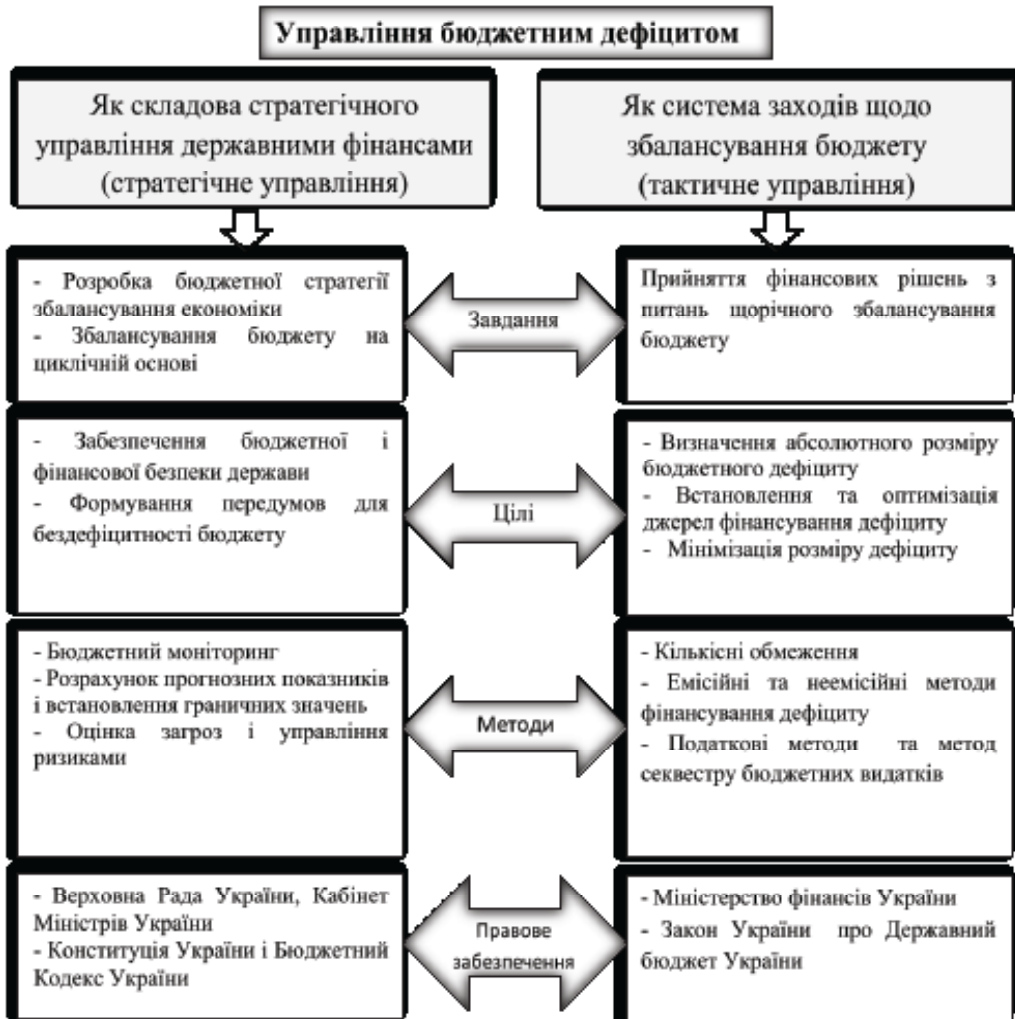 Управління бюджетним дефіцитом
Як складова стратегічного
управління державними фінансами
(стратегічне управління)
Як система заходів щодо
збалансування бюджету
(тактичне управління)
- Розробка бюджетної стратегії
збалансування економіки
- Збалансування бюджету на
циклічній основі
Завдання
Прийняття фінансових рішень з
питань щорічного збалансування
бюджету
- Забезпечення бюджетної і
фінансової безпеки держави
- Формування передумов для
бездефіцитності бюджету
Цілі
- Визначення абсолютного розміру
бюджетного дефіциту
- Встановлення та оптимізація
джерел фінансування дефіциту
- Мінімізація розміру дефіциту
- Бюджетний моніторинг
- Розрахунок прогнозних показників
і встановлення граничних значень
- Оцінка загроз і управління
ризиками
Методи
- Кількісні обмеження
- Емісійні та неемісійні методи
фінансування дефіциту
- Податкові методи та метод
секвестру бюджетних видатків
- Верховна Рада України, Кабінет
Міністрів України
- Конституція України і Бюджетний
Кодекс України
Правове
забезпечення
- Міністерство фінансів України
- Закон України про Державний
бюджет України